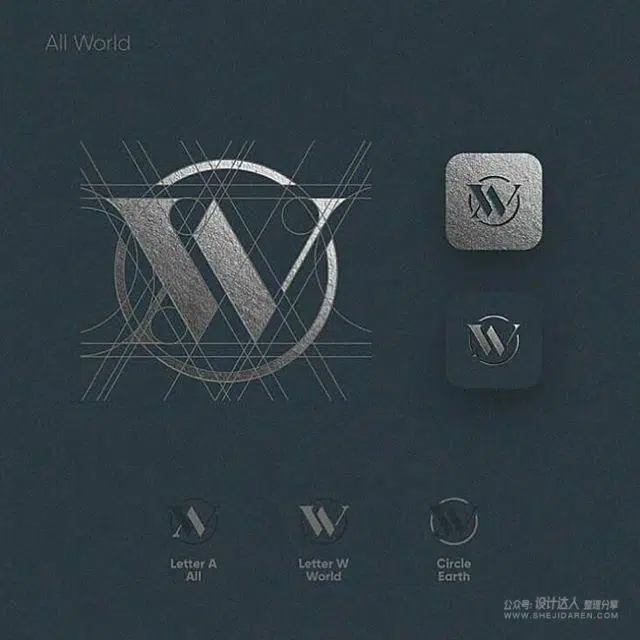 All World
Letter A
All
Letter W
World
Circle
Earth
公众号: 设计达人 整理分享
WWW.SHEJIDAREN.COM